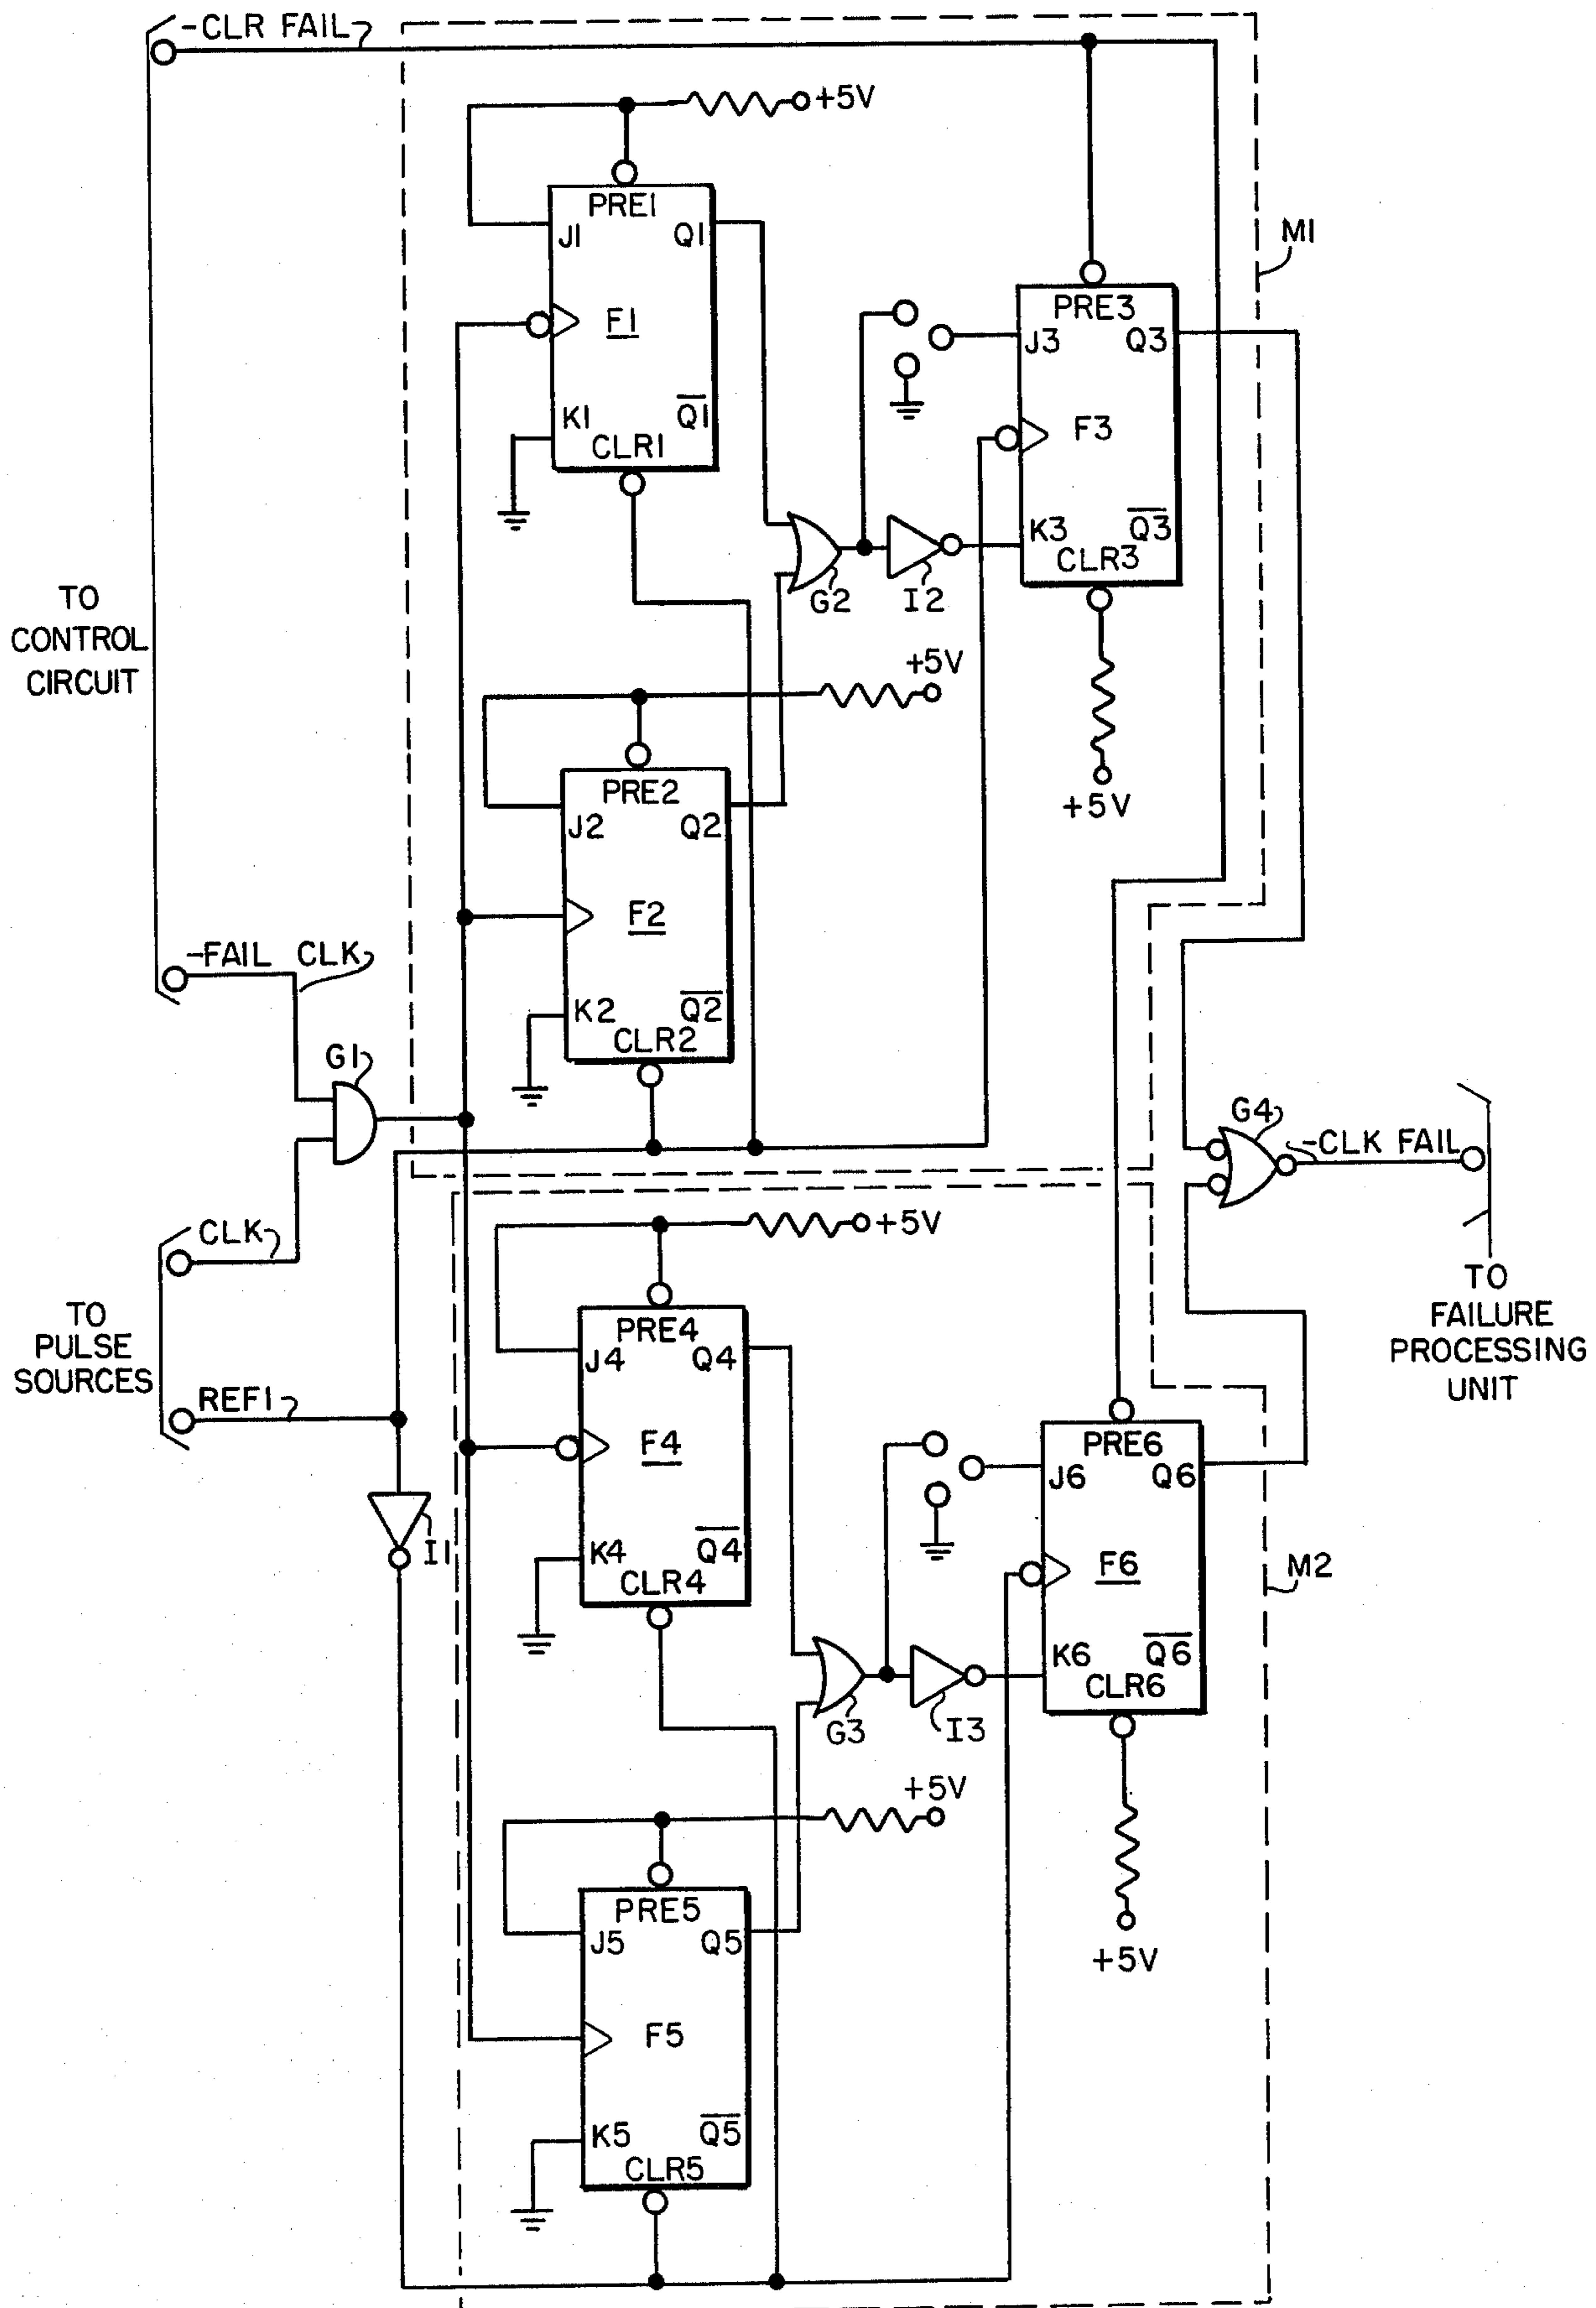 -CLR FAIL
+5V
PRE1
J1
Q1
F1
K1
Q1
CLR1
M1
PRE3
J3
Q3
F3
K3
Q3
CLR3
G2
I2
TO
CONTROL
CIRCUIT
+5V
+5V
PRE2
J2
Q2
F2
K2
Q2
CLR2
-FAIL CLK
G1
G4
-CLK FAIL
CLK
TO
PULSE
SOURCES
REF1
+5V
TO
FAILURE
PROCESSING
UNIT
PRE4
J4
Q4
F4
K4
Q4
CLR4
I1
PRE6
J6
Q6
F6
K6
Q6
CLR6
M2
G3
I3
+5V
+5V
PRE5
J5
Q5
F5
K5
Q5
CLR5